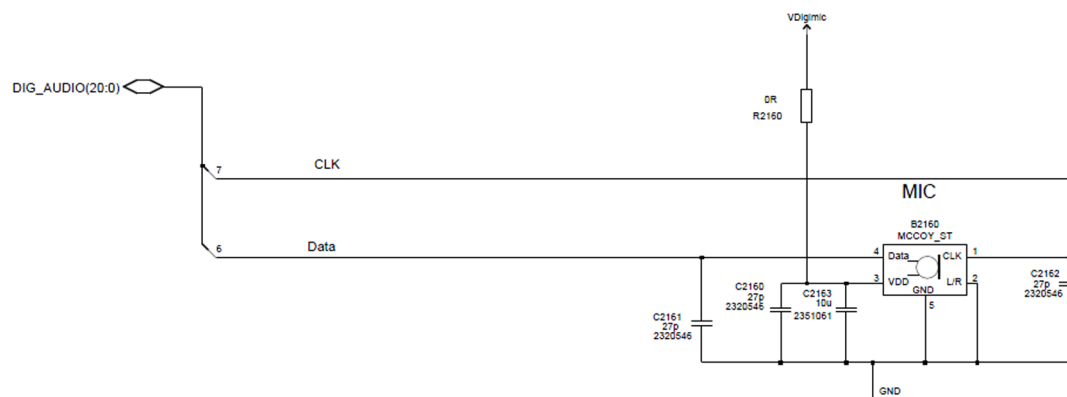 VDigimic
DIG_AUDIO(20:0)
0R
R2160
7
CLK
MIC
6
Data
B2160
MCCOY_ST
4
Data
CLK
1
3
VDD
L/R
2
GND
5
C2160
27p
2320546
C2163
10u
2351061
C2162
27p
2320546
C2161
27p
2320546
GND